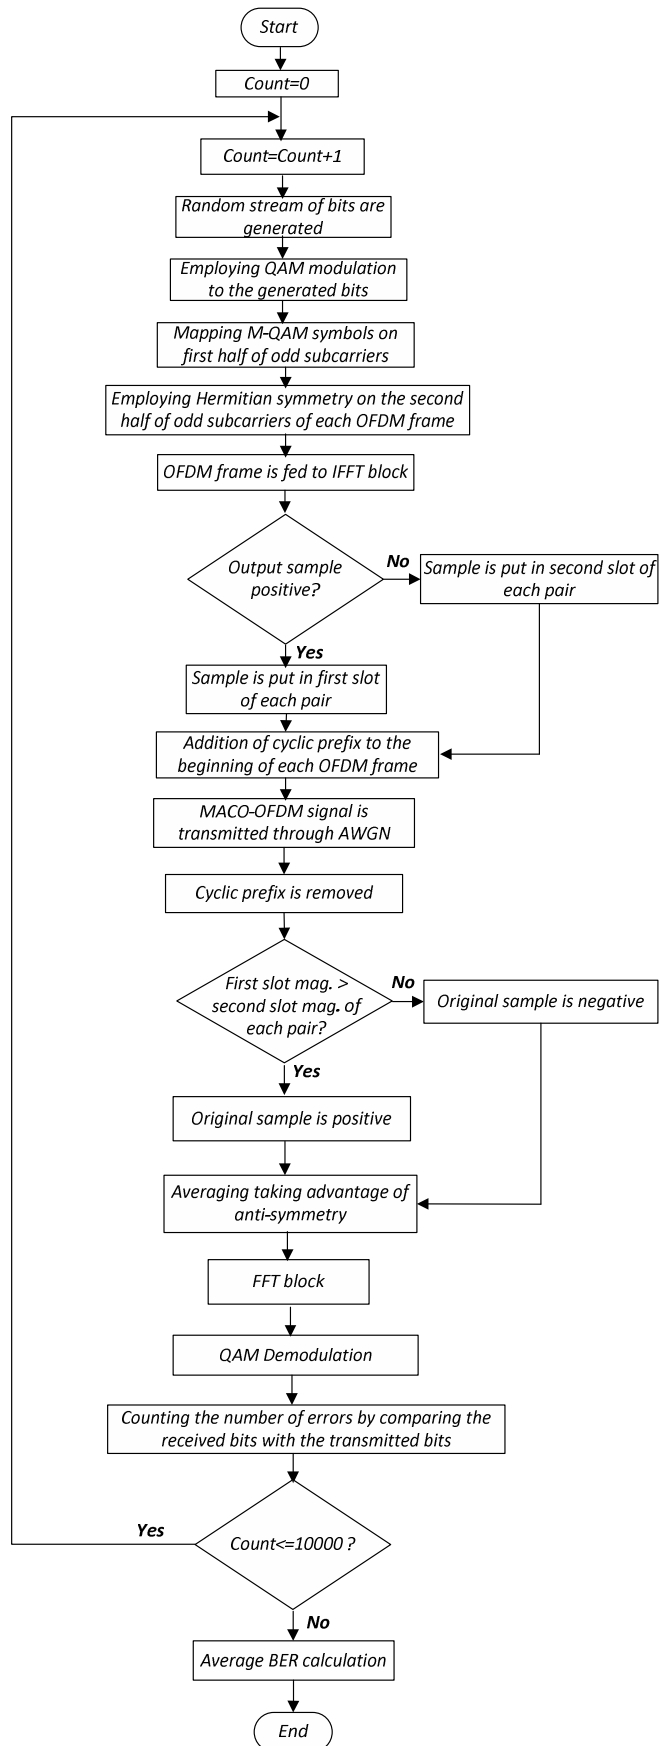 Start
Count=0
Count=Count+1
Random stream of bits are
generated
Employing QAM modulation
to the generated bits
Mapping M-QAM symbols on
first half of odd subcarriers
Employing Hermitian symmetry on the second
half of odd subcarriers of each OFDM frame
OFDM frame is fed to IFFT block
Output sample
positive?
No
Sample is put in second slot of
each pair
Yes
Sample is put in first slot
of each pair
Addition of cyclic prefix to the
beginning of each OFDM frame
MACO-OFDM signal is
transmitted through AWGN
Cyclic prefix is removed
First slot mag. >
second slot mag. of
each pair?
No
Original sample is negative
Yes
Original sample is positive
Averaging taking advantage of
anti-symmetry
FFT block
QAM Demodulation
Counting the number of errors by comparing the
received bits with the transmitted bits
Yes
Count<=10000 ?
No
Average BER calculation
End